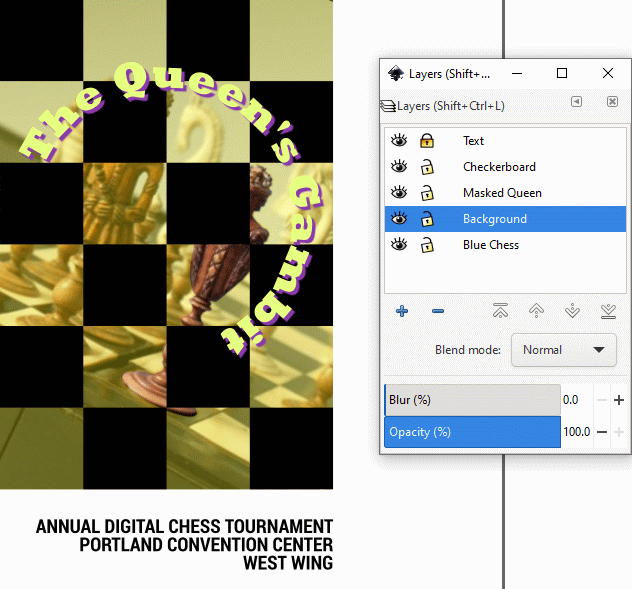 The Queen's Gambit
ANNUAL DIGITAL CHESS TOURNAMENT
PORTLAND CONVENTION CENTER
WEST WING
Layers (Shift+...
Layers (Shift+Ctrl+L)
Text
Checkerboard
Masked Queen
Background
Blue Chess
Blend mode: Normal
Blur (%) 0.0
Opacity (%) 100.0